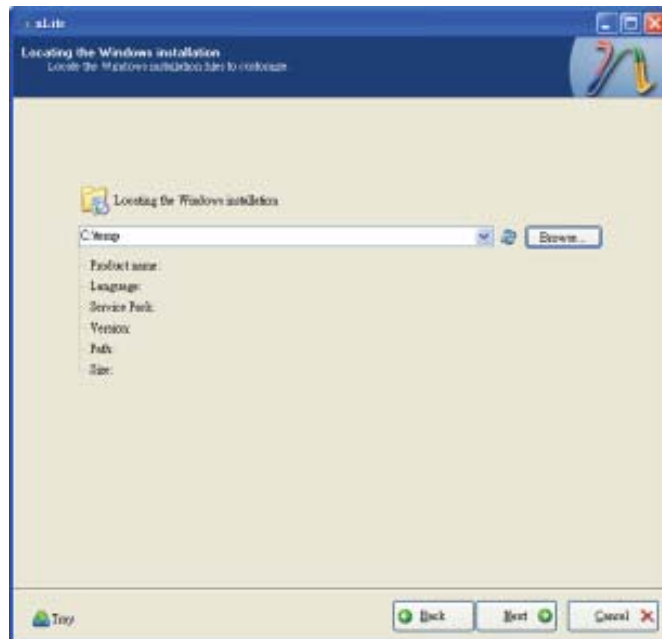 nLite
Locating the Windows installation
Locate the Windows installation files to customize.
Locating the Windows installation
C:\temp
Browse...
Product name:
Language:
Service Pack:
Version:
Path:
Size:
Tray
Back
Next
Cancel